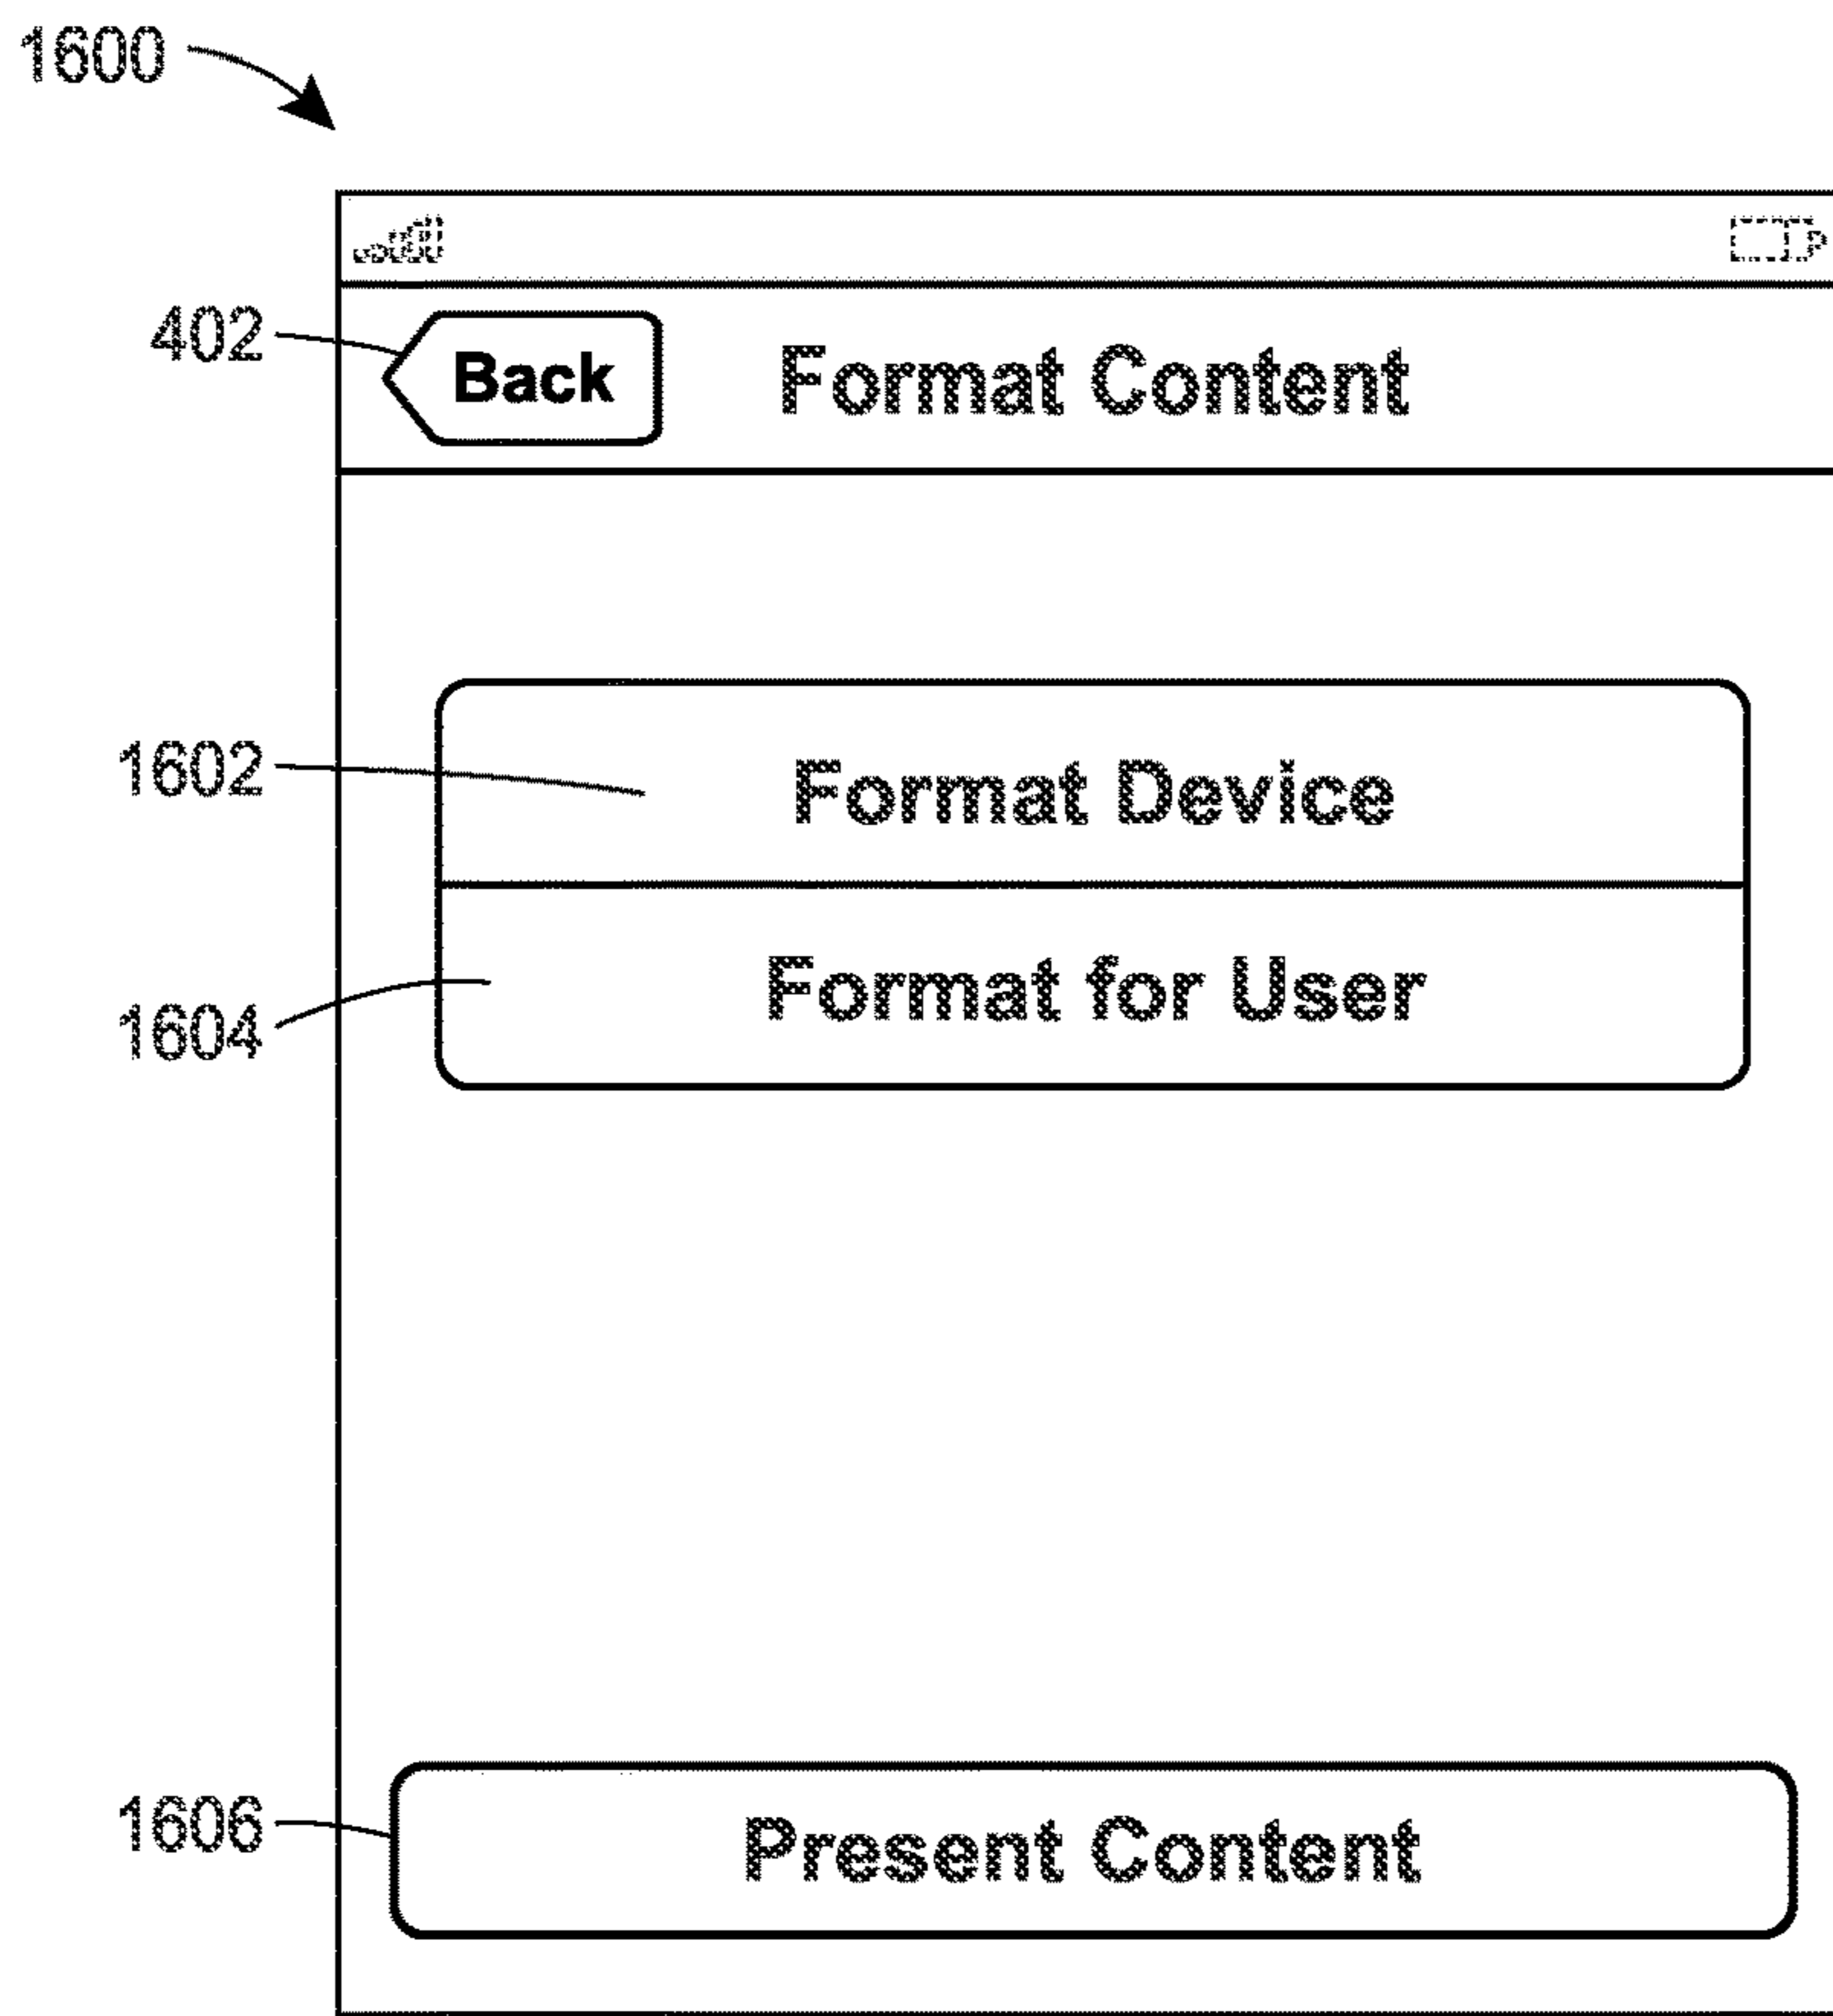 1600
402
Back
Format Content
1602
Format Device
1604
Format for User
1606
Present Content